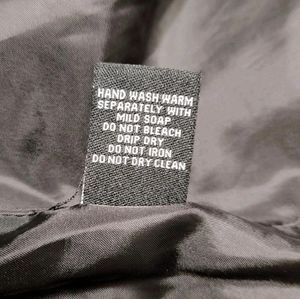 HAND WASH WARM
SEPARATELY WITH
MILD SOAP
DO NOT BLEACH
DRIP DRY
DO NOT IRON
DO NOT DRY CLEAN